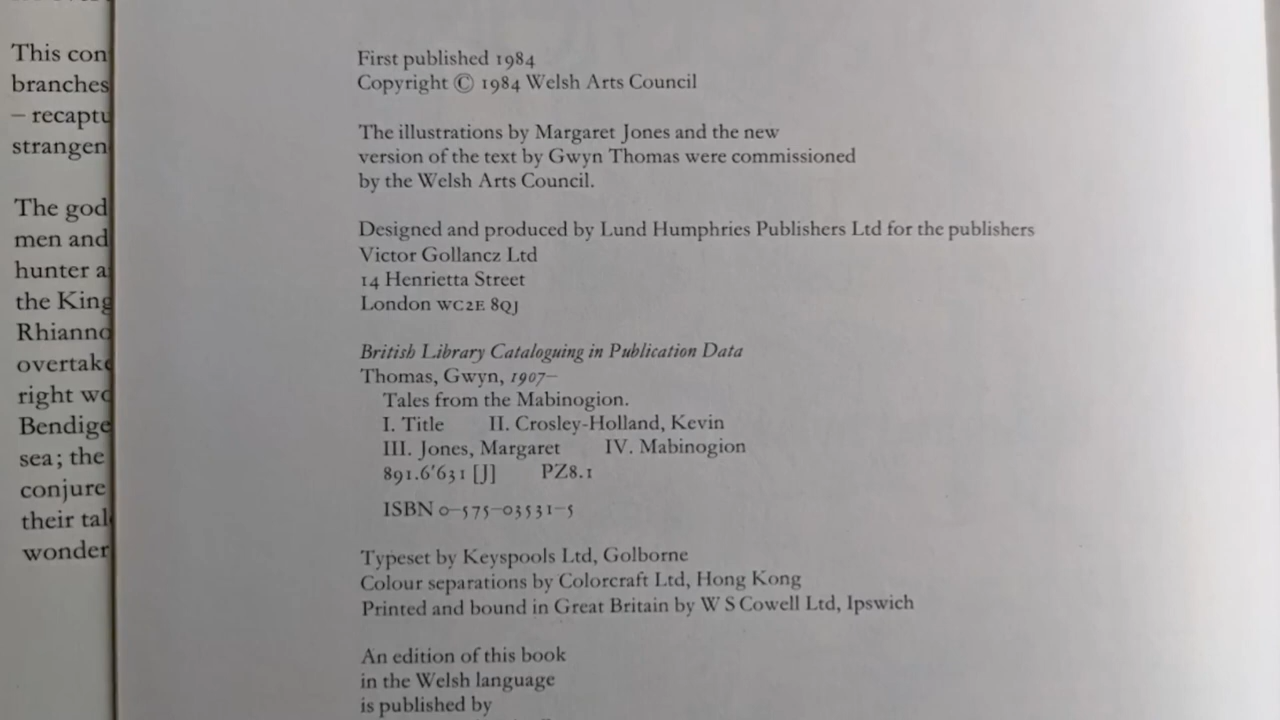 This con
branches
– recaptu
strangen
The god
men and
hunter a
the King
Rhianno
overtake
right wo
Bendige
sea; the
conjure
their tal
wonder
First published 1984
Copyright © 1984 Welsh Arts Council
The illustrations by Margaret Jones and the new
version of the text by Gwyn Thomas were commissioned
by the Welsh Arts Council.
Designed and produced by Lund Humphries Publishers Ltd for the publishers
Victor Gollancz Ltd
14 Henrietta Street
London WC2E 8QJ
British Library Cataloguing in Publication Data
Thomas, Gwyn, 1907–
Tales from the Mabinogion.
I. Title II. Crosley-Holland, Kevin
III. Jones, Margaret IV. Mabinogion
891.6'631 [J] PZ8.1
ISBN 0–575–03531–5
Typeset by Keyspools Ltd, Golborne
Colour separations by Colorcraft Ltd, Hong Kong
Printed and bound in Great Britain by W S Cowell Ltd, Ipswich
An edition of this book
in the Welsh language
is published by